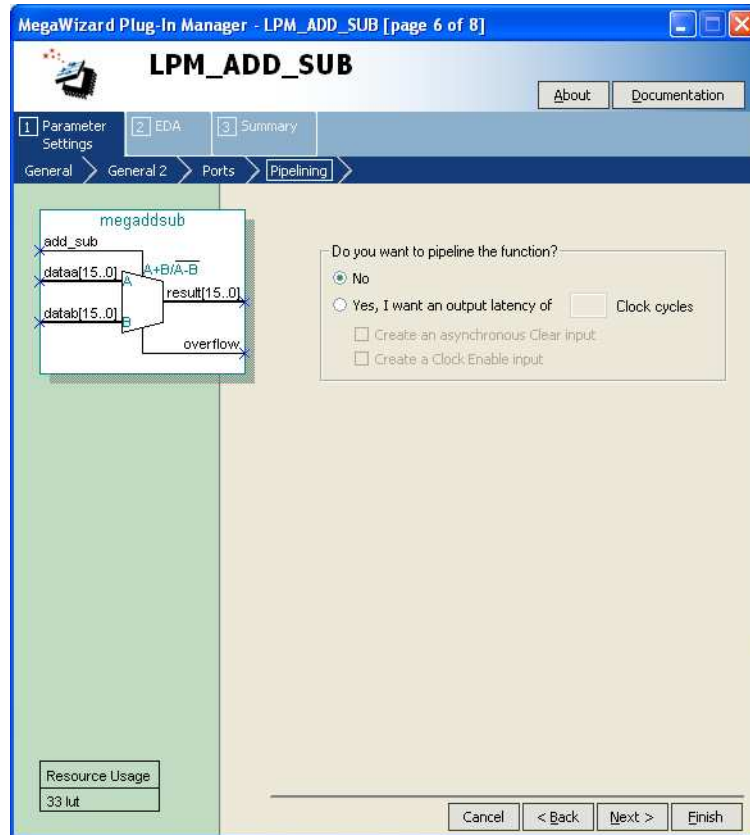 MegaWizard Plug-In Manager - LPM_ADD_SUB [page 6 of 8]
LPM_ADD_SUB
About
Documentation
1 Parameter Settings
2 EDA
3 Summary
General
General 2
Ports
Pipelining
megaddsub
add_sub
A+B/A-B
dataa[15..0]
A
result[15..0]
datab[15..0]
B
overflow
Do you want to pipeline the function?
No
Yes, I want an output latency of
Clock cycles
Create an asynchronous Clear input
Create a Clock Enable input
Resource Usage
33 lut
Cancel
< Back
Next >
Finish